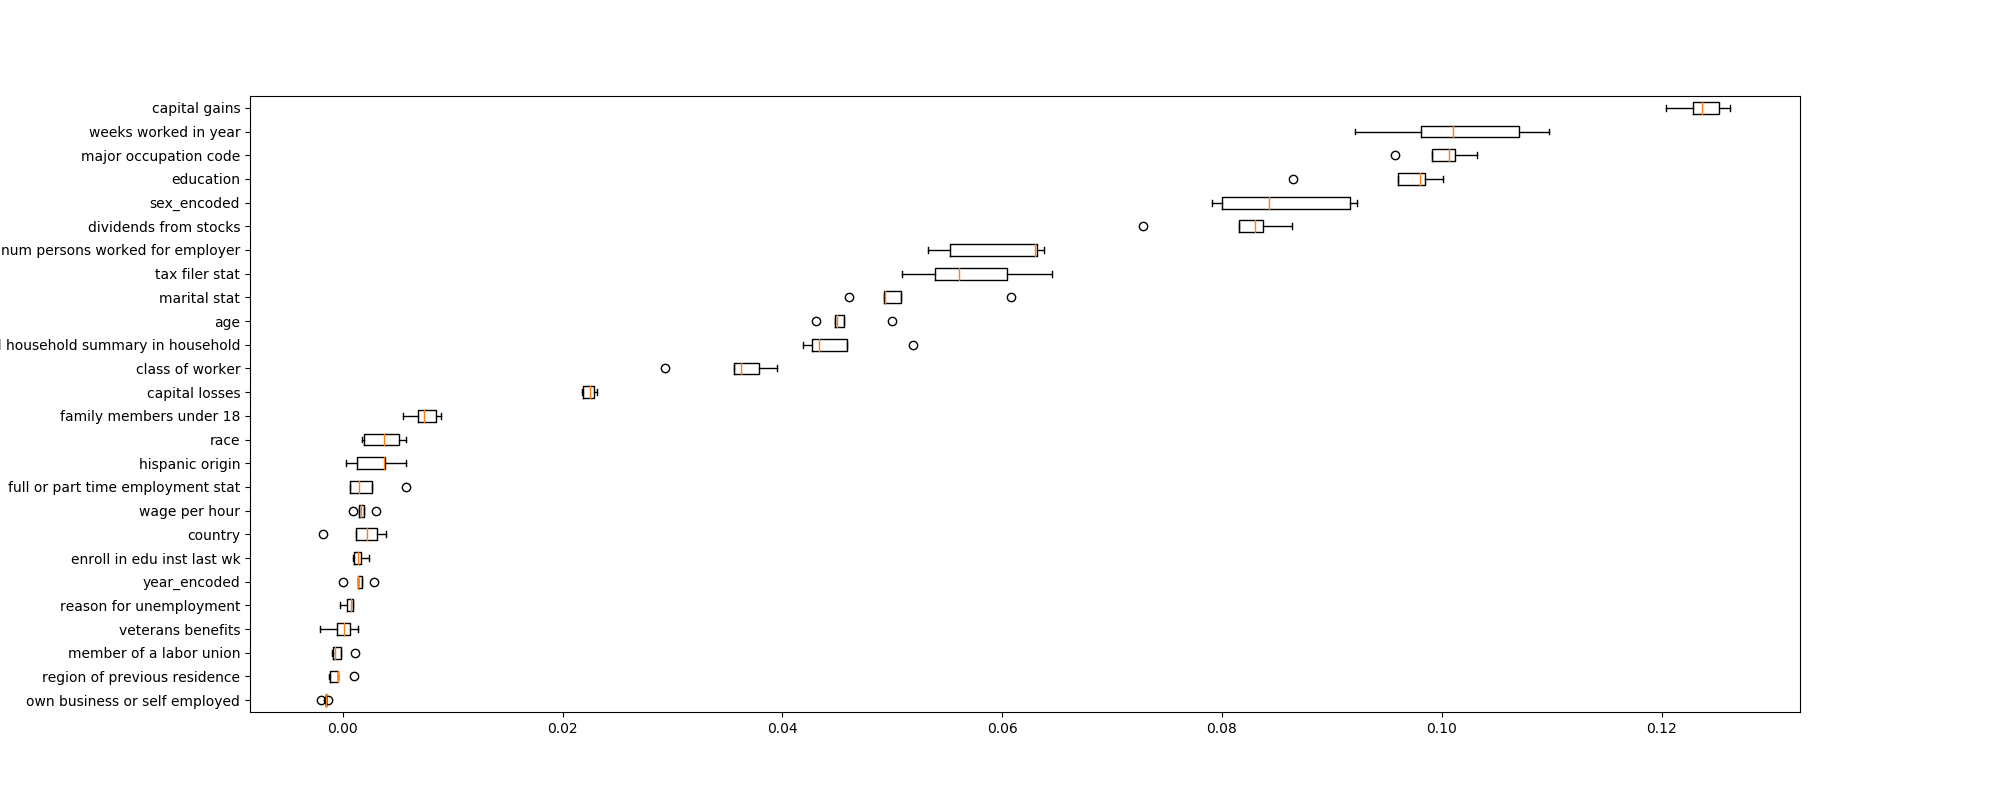 capital gains
weeks worked in year
major occupation code
education
sex_encoded
dividends from stocks
num persons worked for employer
tax filer stat
marital stat
age
household summary in household
class of worker
capital losses
family members under 18
race
hispanic origin
full or part time employment stat
wage per hour
country
enroll in edu inst last wk
year_encoded
reason for unemployment
veterans benefits
member of a labor union
region of previous residence
own business or self employed
0.00 0.02 0.04 0.06 0.08 0.10 0.12